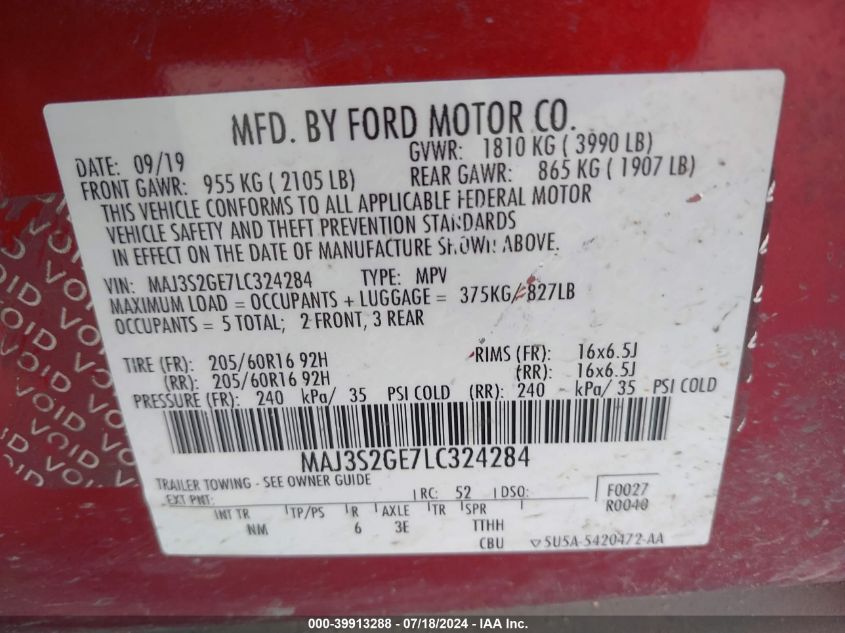 MFD. BY FORD MOTOR CO.
DATE: 09/19 GVWR: 1810 KG ( 3990 LB)
FRONT GAWR: 955 KG ( 2105 LB) REAR GAWR: 865 KG ( 1907 LB)
THIS VEHICLE CONFORMS TO ALL APPLICABLE FEDERAL MOTOR
VEHICLE SAFETY AND THEFT PREVENTION STANDARDS
IN EFFECT ON THE DATE OF MANUFACTURE SHOWN ABOVE.
VIN: MAJ3S2GE7LC324284 TYPE: MPV
MAXIMUM LOAD = OCCUPANTS + LUGGAGE = 375KG/ 827LB
OCCUPANTS = 5 TOTAL; 2 FRONT, 3 REAR
TIRE (FR): 205/60R16 92H RIMS (FR): 16x6.5J
(RR): 205/60R16 92H (RR): 16x6.5J
PRESSURE (FR): 240 kPa/ 35 PSI COLD (RR): 240 kPa/ 35 PSI COLD
MAJ3S2GE7LC324284
TRAILER TOWING - SEE OWNER GUIDE
EXT PNT: RC: 52 DSO: F0027
R0040
INT TR TP/PS R AXLE TR SPR
NM 6 3E TTHH
CBU 5U5A-5420472-AA
VOID VOID VOID
000-39913288 - 07/18/2024 - IAA Inc.